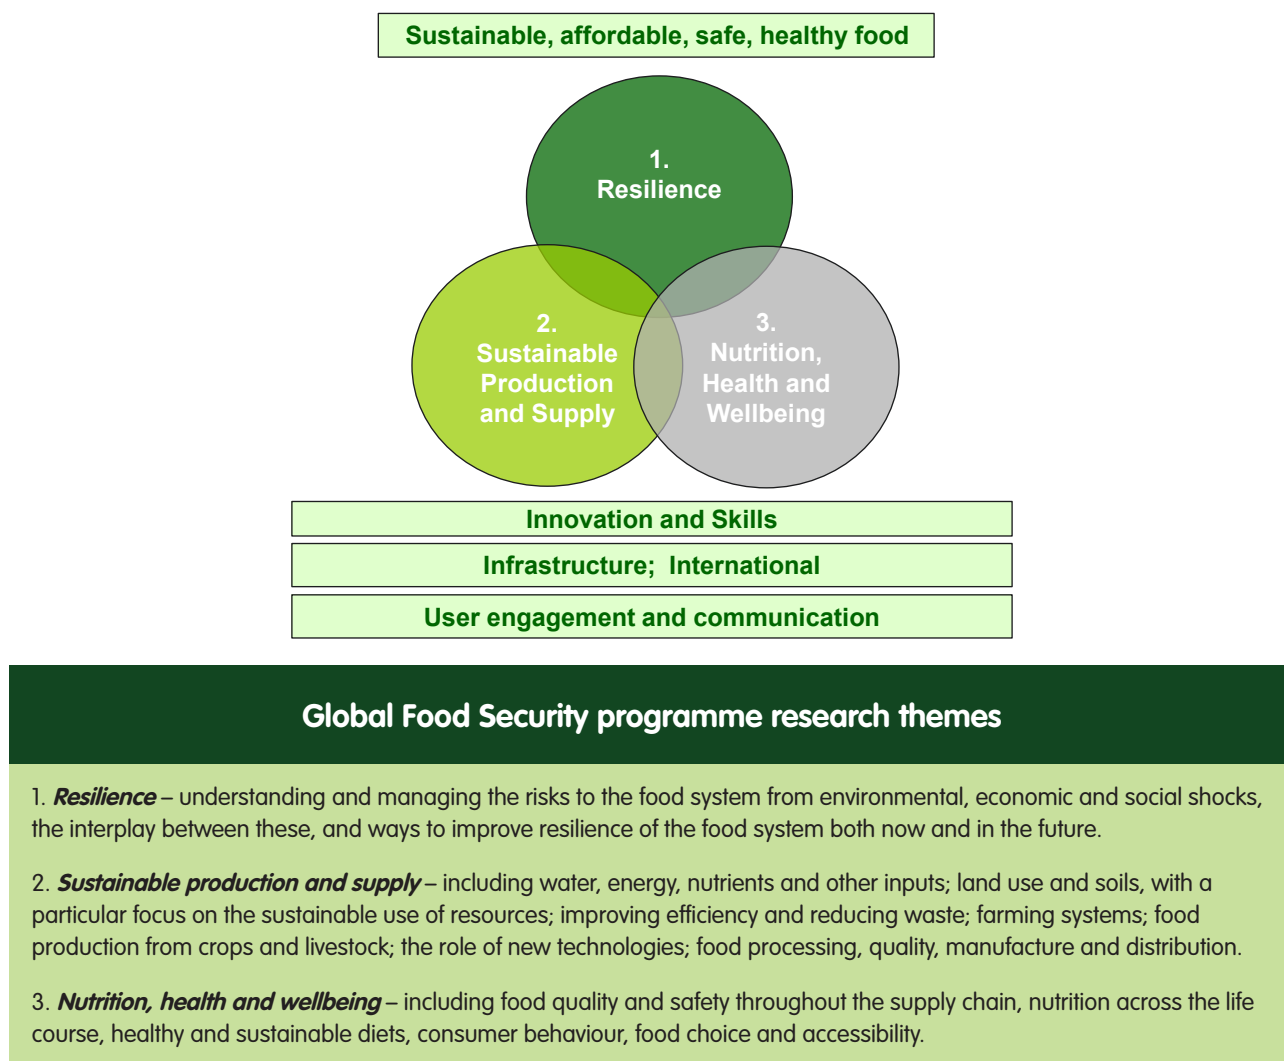 Sustainable, affordable, safe, healthy food
1.
Resilience
2.
Sustainable
Production
and Supply
3.
Nutrition,
Health and
Wellbeing
Innovation and Skills
Infrastructure;  International
User engagement and communication
Global Food Security programme research themes
1. Resilience – understanding and managing the risks to the food system from environmental, economic and social shocks,
the interplay between these, and ways to improve resilience of the food system both now and in the future.
2. Sustainable production and supply – including water, energy, nutrients and other inputs; land use and soils, with a
particular focus on the sustainable use of resources; improving efficiency and reducing waste; farming systems; food
production from crops and livestock; the role of new technologies; food processing, quality, manufacture and distribution.
3. Nutrition, health and wellbeing – including food quality and safety throughout the supply chain, nutrition across the life
course, healthy and sustainable diets, consumer behaviour, food choice and accessibility.